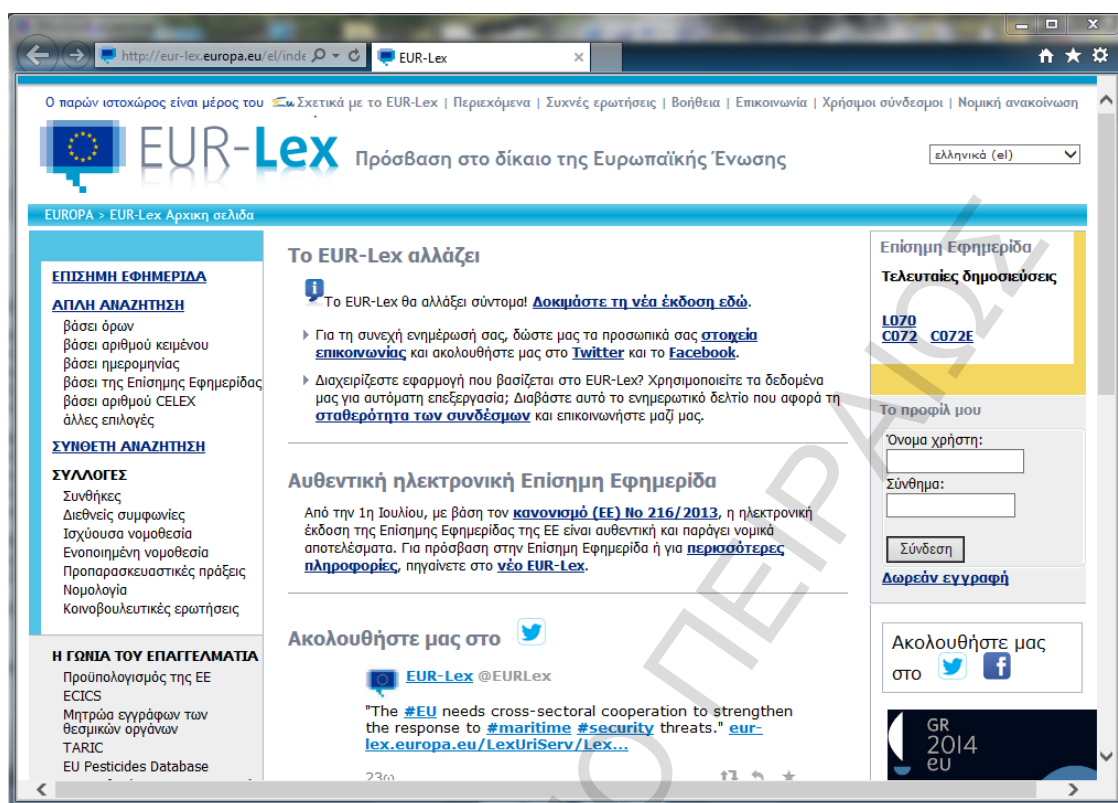 http://eur-lex.europa.eu/el/inde
EUR-Lex
Ο παρών ιστοχώρος είναι μέρος του
Σχετικά με το EUR-Lex | Περιεχόμενα | Συχνές ερωτήσεις | Βοήθεια | Επικοινωνία | Χρήσιμοι σύνδεσμοι | Νομική ανακοίνωση
EUR-Lex Πρόσβαση στο δίκαιο της Ευρωπαϊκής Ένωσης
ελληνικά (el)
EUROPA > EUR-Lex Αρχικη σελιδα
ΕΠΙΣΗΜΗ ΕΦΗΜΕΡΙΔΑ
ΑΠΛΗ ΑΝΑΖΗΤΗΣΗ
βάσει όρων
βάσει αριθμού κειμένου
βάσει ημερομηνίας
βάσει της Επίσημης Εφημερίδας
βάσει αριθμού CELEX
άλλες επιλογές
ΣΥΝΘΕΤΗ ΑΝΑΖΗΤΗΣΗ
ΣΥΛΛΟΓΕΣ
Συνθήκες
Διεθνείς συμφωνίες
Ισχύουσα νομοθεσία
Ενοποιημένη νομοθεσία
Προπαρασκευαστικές πράξεις
Νομολογία
Κοινοβουλευτικές ερωτήσεις
Η ΓΩΝΙΑ ΤΟΥ ΕΠΑΓΓΕΛΜΑΤΙΑ
Προϋπολογισμός της ΕΕ
ECICS
Μητρώα εγγράφων των
θεσμικών οργάνων
TARIC
EU Pesticides Database
Το EUR-Lex αλλάζει
Το EUR-Lex θα αλλάξει σύντομα! Δοκιμάστε τη νέα έκδοση εδώ.
Για τη συνεχή ενημέρωσή σας, δώστε μας τα προσωπικά σας στοιχεία
επικοινωνίας και ακολουθήστε μας στο Twitter και το Facebook.
Διαχειρίζεστε εφαρμογή που βασίζεται στο EUR-Lex? Χρησιμοποιείτε τα δεδομένα
μας για αυτόματη επεξεργασία; Διαβάστε αυτό το ενημερωτικό δελτίο που αφορά τη
σταθερότητα των συνδέσμων και επικοινωνήστε μαζί μας.
Αυθεντική ηλεκτρονική Επίσημη Εφημερίδα
Από την 1η Ιουλίου, με βάση τον κανονισμό (ΕΕ) Νο 216/2013, η ηλεκτρονική
έκδοση της Επίσημης Εφημερίδας της ΕΕ είναι αυθεντική και παράγει νομικά
αποτελέσματα. Για πρόσβαση στην Επίσημη Εφημερίδα ή για περισσότερες
πληροφορίες, πηγαίνετε στο νέο EUR-Lex.
Ακολουθήστε μας στο
EUR-Lex @EURLex
"The #EU needs cross-sectoral cooperation to strengthen
the response to #maritime #security threats." eur-
lex.europa.eu/LexUriServ/Lex...
23ω
Επίσημη Εφημερίδα
Τελευταίες δημοσιεύσεις
L070
C072 C072E
Το προφίλ μου
Όνομα χρήστη:
Σύνθημα:
Σύνδεση
Δωρεάν εγγραφή
Ακολουθήστε μας
στο
GR
2014
eu
ΠΕΙΡΑΙΩΣ